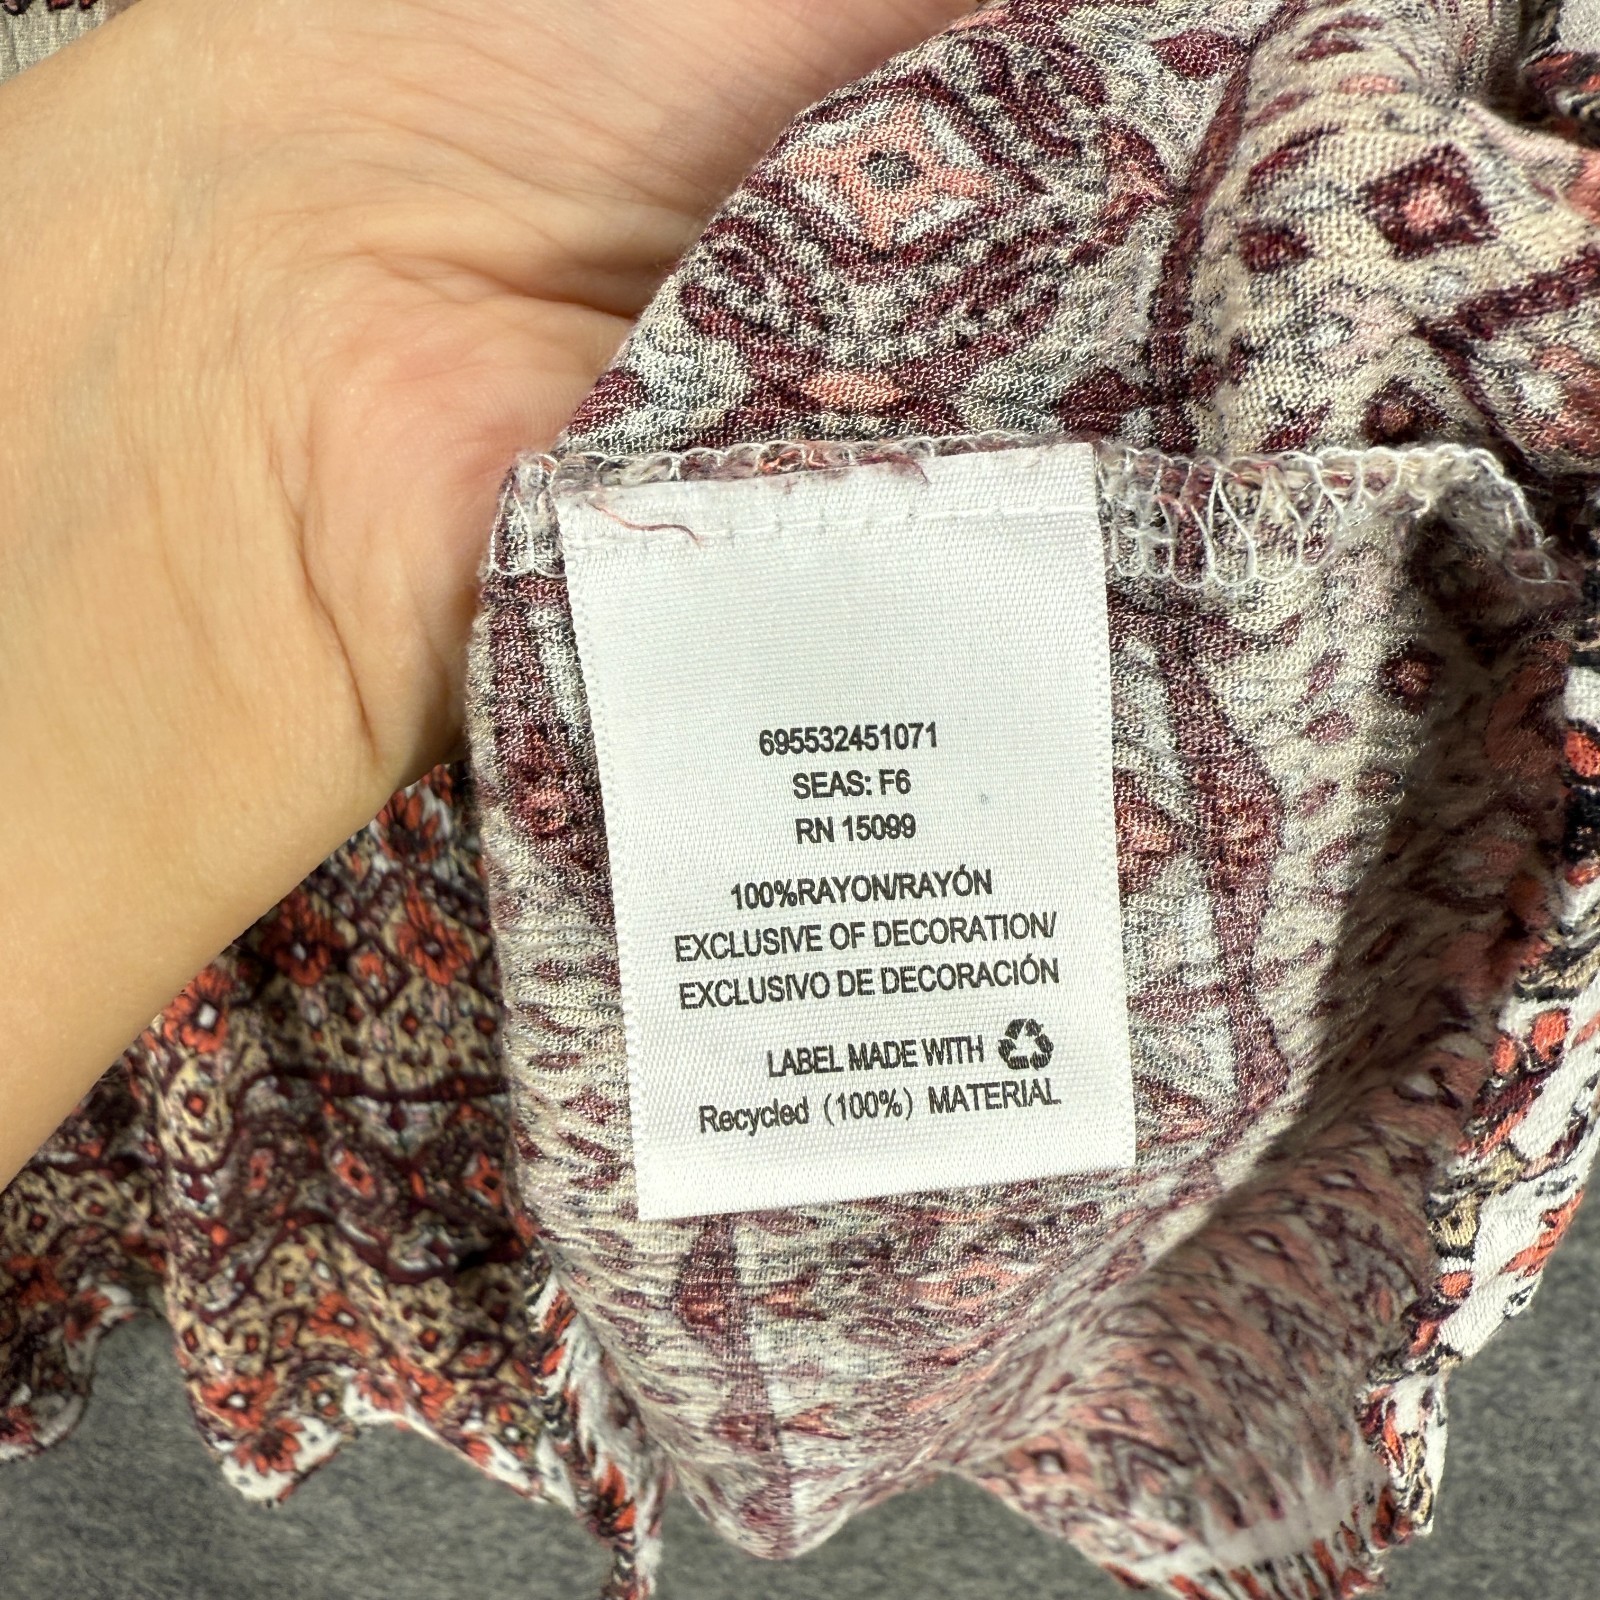 695532451071
SEAS: F6
RN 15099
100%RAYON/RAYÓN
EXCLUSIVE OF DECORATION/
EXCLUSIVO DE DECORACIÓN
LABEL MADE WITH
Recycled (100%) MATERIAL